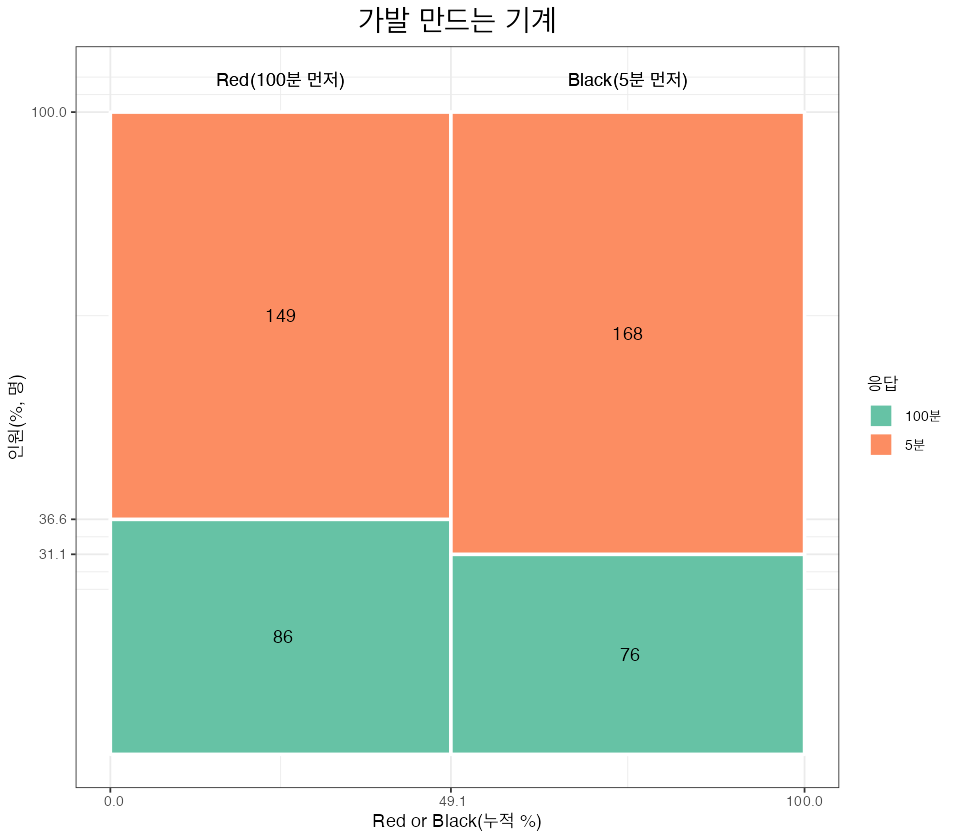 가발 만드는 기계
Red(100분 먼저)
Black(5분 먼저)
100.0
149
168
36.6
31.1
86
76
0.0
49.1
100.0
Red or Black(누적 %)
인원(%, 명)
응답
100분
5분